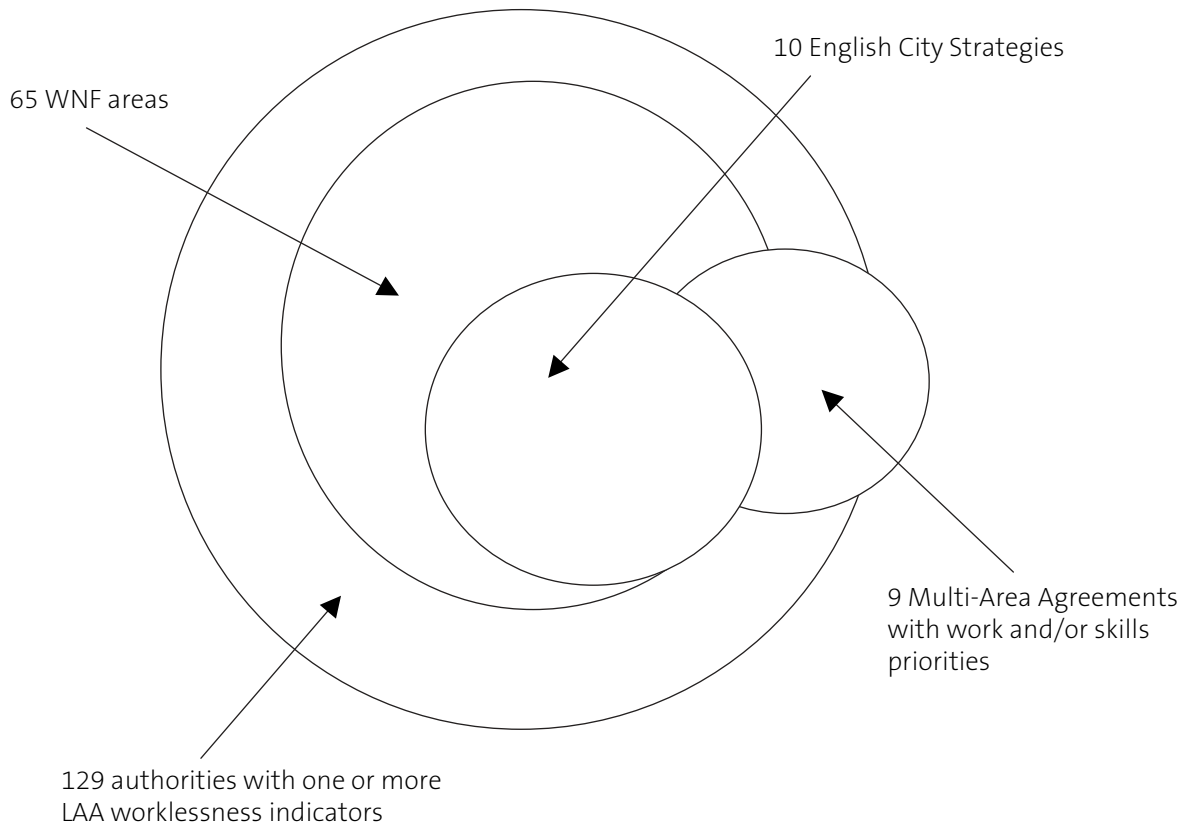 10 English City Strategies
65 WNF areas
9 Multi-Area Agreements
with work and/or skills
priorities
129 authorities with one or more
LAA worklessness indicators